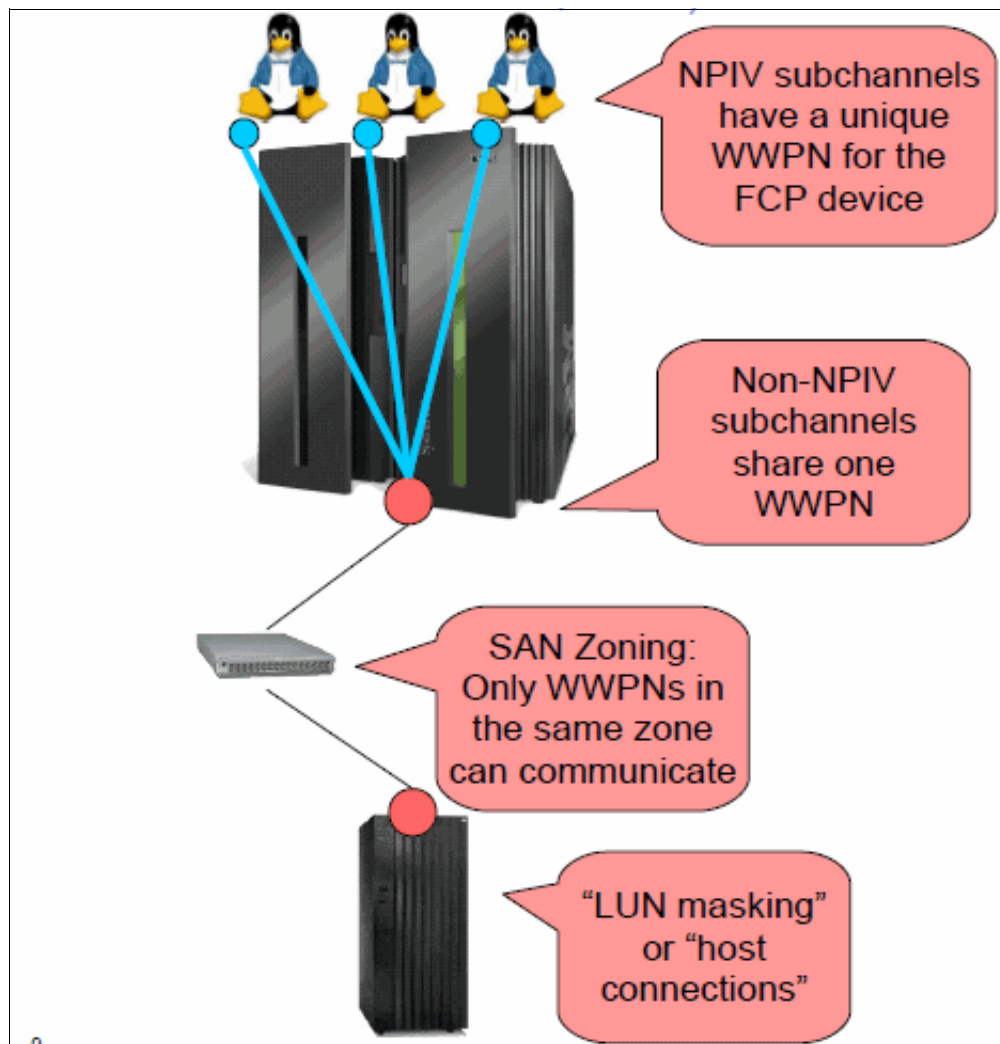 NPIV subchannels
have a unique
WWPN for the
FCP device
Non-NPIV
subchannels
share one
WWPN
SAN Zoning:
Only WWPNs in
the same zone
can communicate
“LUN masking”
or “host
connections”